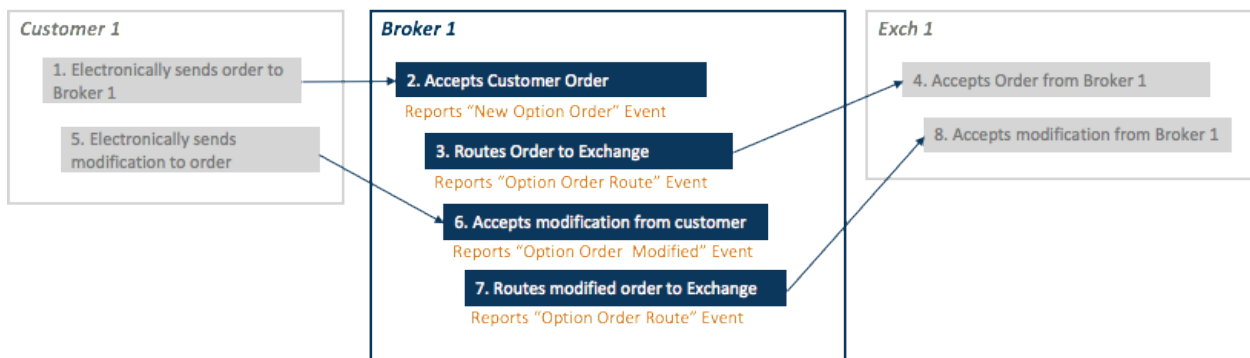 Customer 1
1. Electronically sends order to
Broker 1
5. Electronically sends
modification to order
Broker 1
2. Accepts Customer Order
Reports “New Option Order” Event
3. Routes Order to Exchange
Reports “Option Order Route” Event
6. Accepts modification from customer
Reports “Option Order Modified” Event
7. Routes modified order to Exchange
Reports “Option Order Route” Event
Exch 1
4. Accepts Order from Broker 1
8. Accepts modification from Broker 1